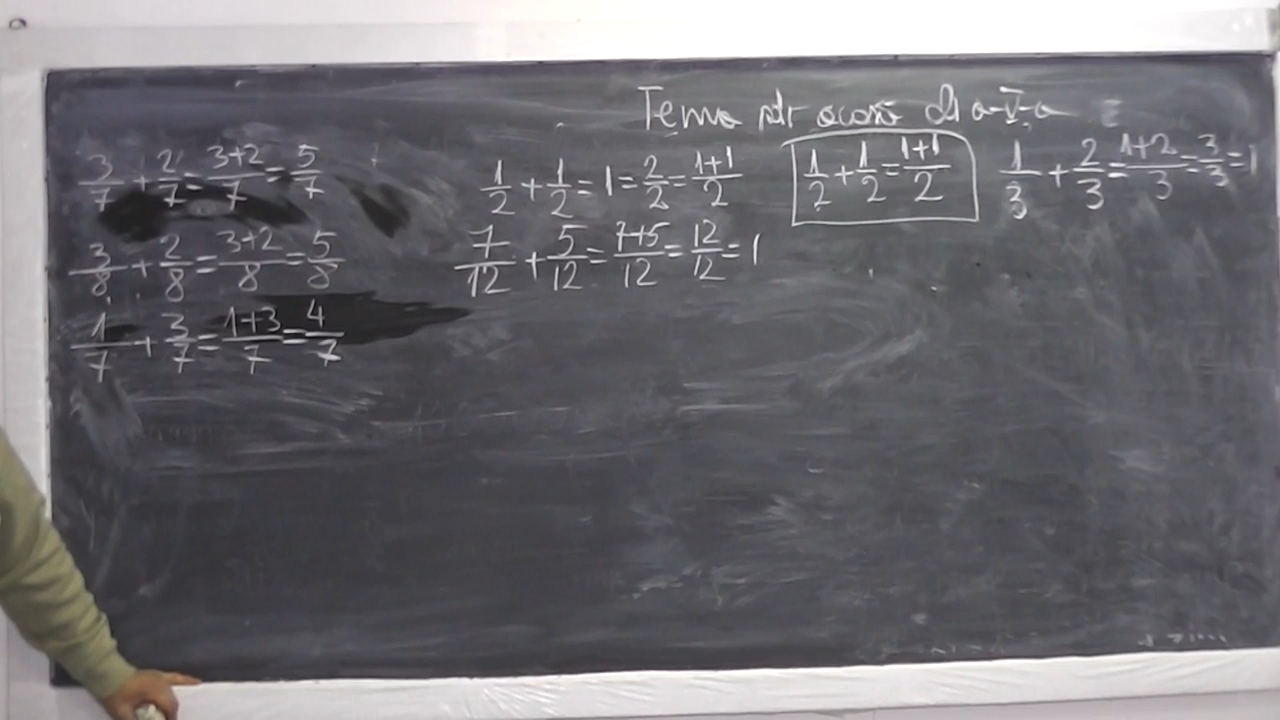 Tema ptr acasă
3/7 + 2/7 = 3+2/7 = 5/7
3/8 + 2/8 = 3+2/8 = 5/8
1/7 + 3/7 = 1+3/7 = 4/7
1/2 + 1/2 = 1 = 2/2 = 1+1/2
7/12 + 5/12 = 7+5/12 = 12/12 = 1
1/2 + 1/2 = 1+1/2
1/3 + 2/3 = 1+2/3 = 3/3 = 1